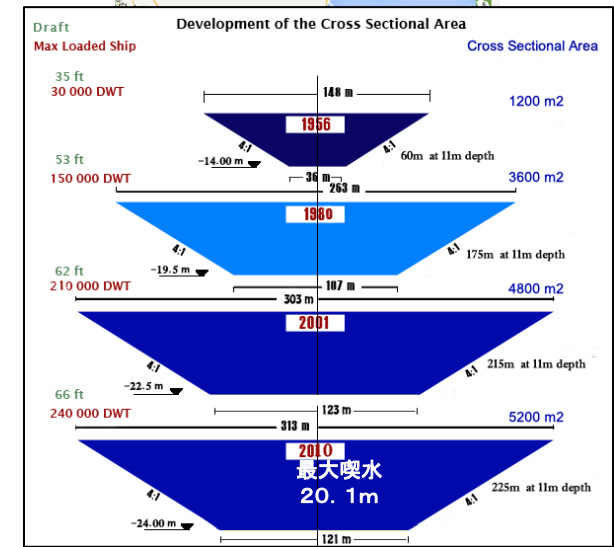 Development of the Cross Sectional Area
Draft
Max Loaded Ship
Cross Sectional Area
35 ft
30 000 DWT
148 m
1200 m2
1956
4:1
4:1
-14.00 m
60m at 11m depth
36 m
53 ft
150 000 DWT
263 m
3600 m2
1980
4:1
4:1
-19.5 m
175m at 11m depth
107 m
62 ft
210 000 DWT
303 m
4800 m2
2001
4:1
4:1
-22.5 m
215m at 11m depth
123 m
66 ft
240 000 DWT
313 m
5200 m2
2010
最大喫水
20.1m
4:1
4:1
-24.00 m
225m at 11m depth
121 m